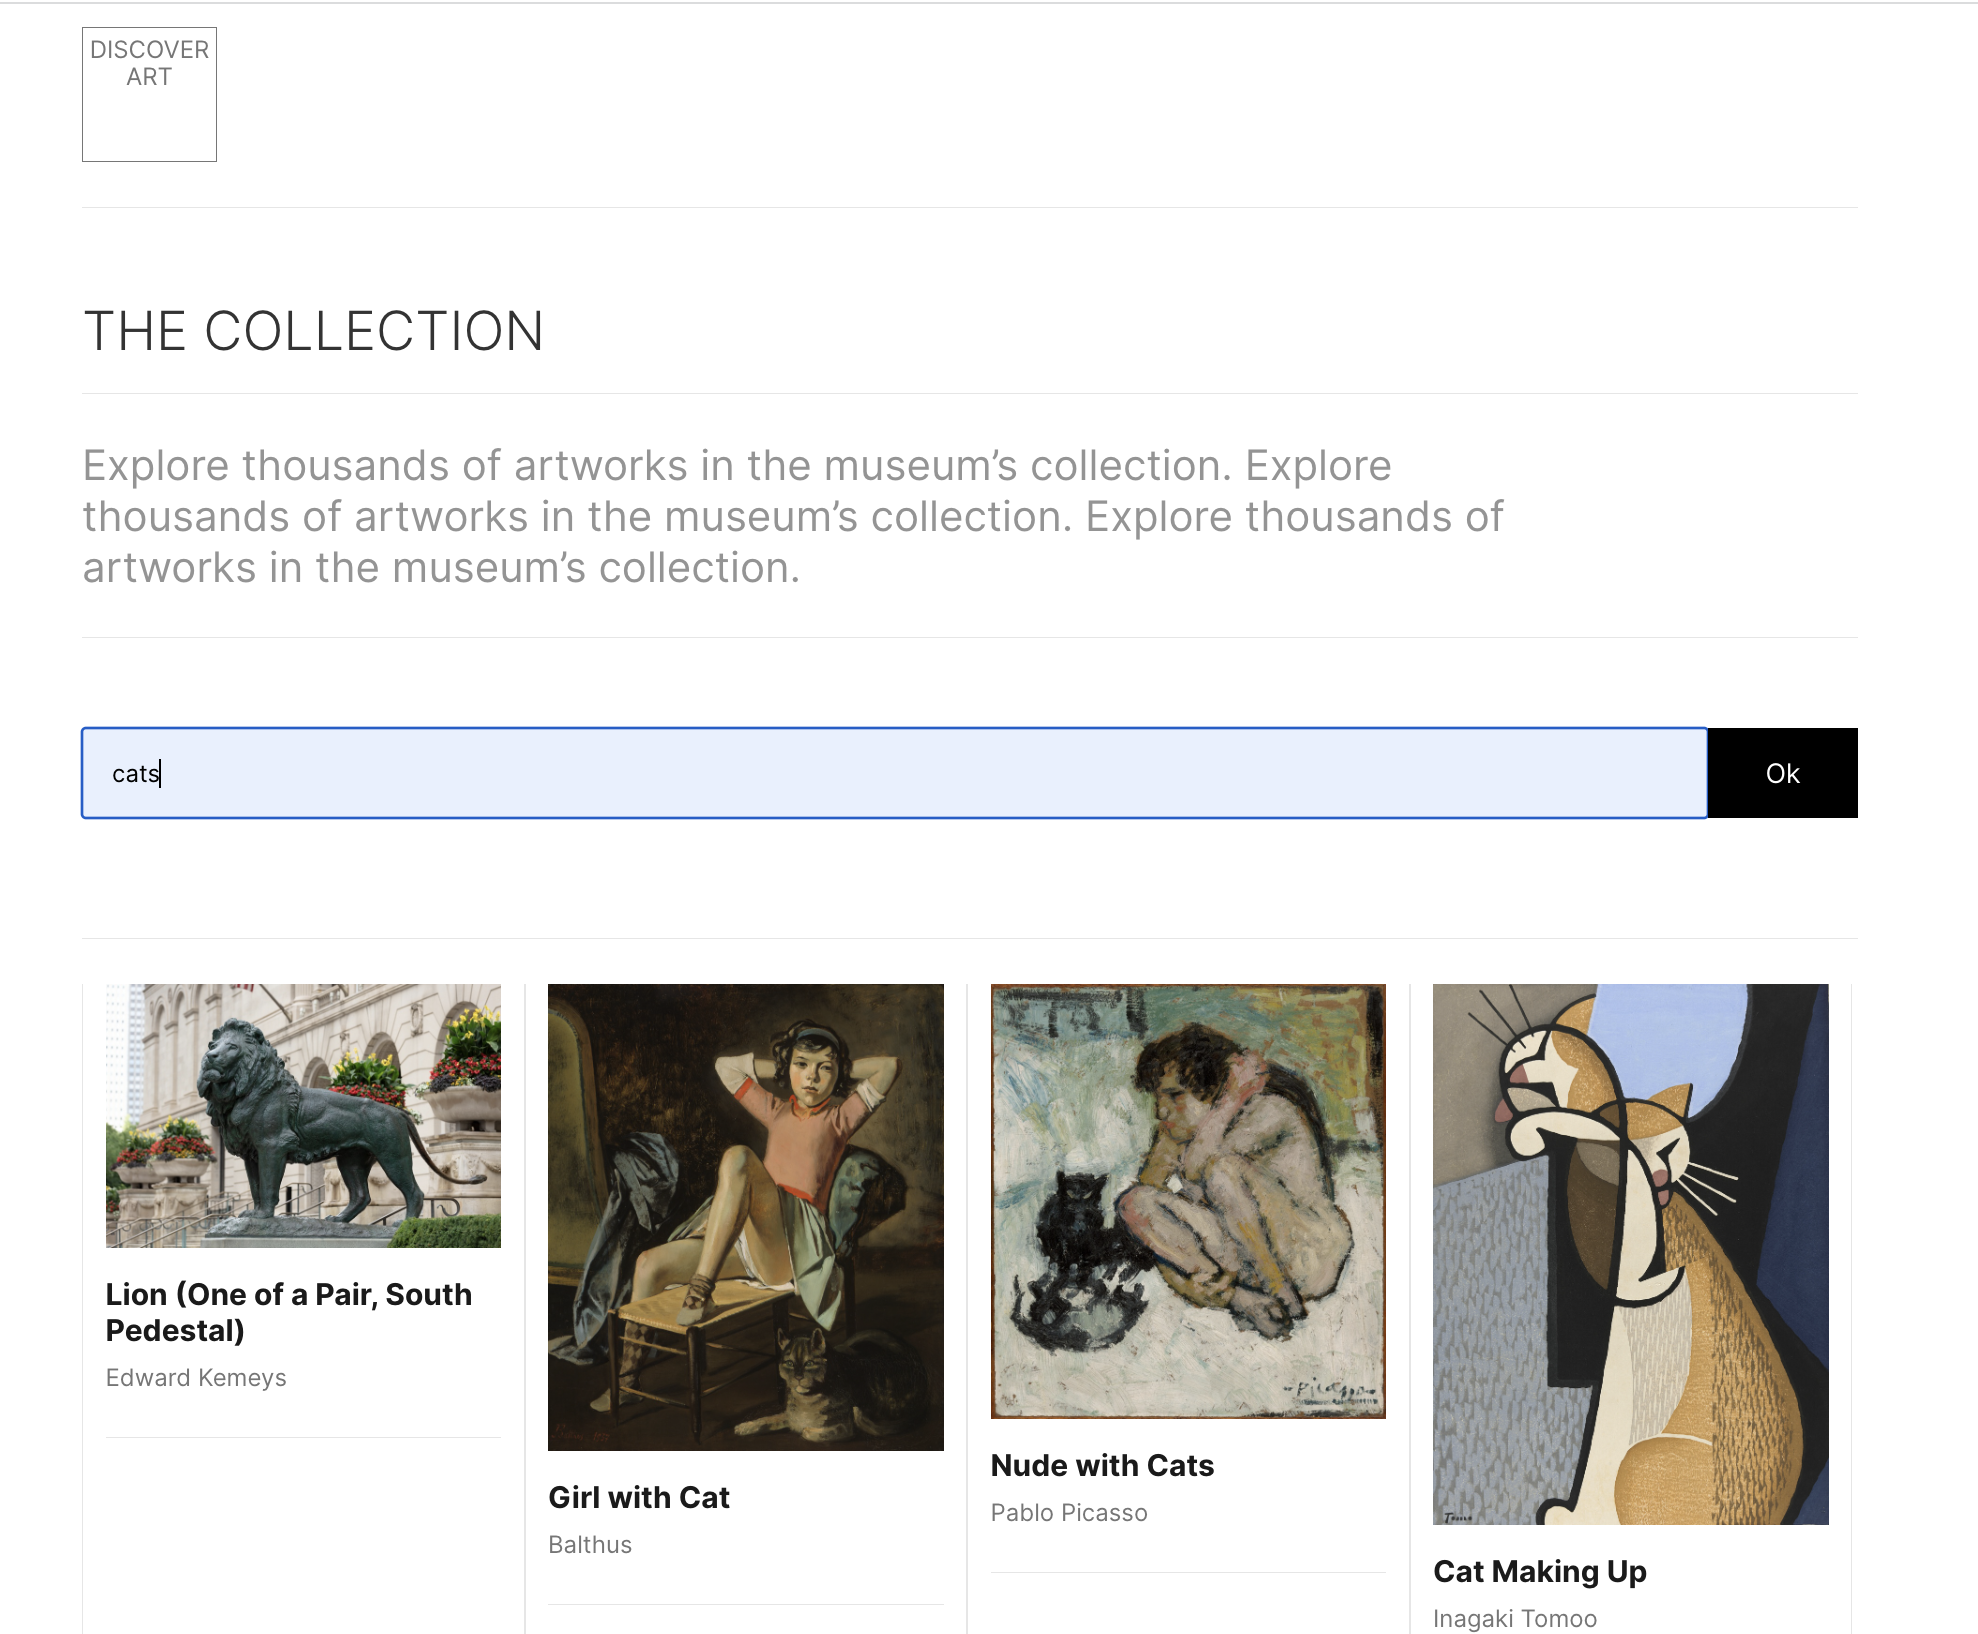 DISCOVER
ART
THE COLLECTION
Explore thousands of artworks in the museum’s collection. Explore
thousands of artworks in the museum’s collection. Explore thousands of
artworks in the museum’s collection.
cats
Ok
Lion (One of a Pair, South
Pedestal)
Edward Kemeys
Girl with Cat
Balthus
Picasso
Nude with Cats
Pablo Picasso
Cat Making Up
Inagaki Tomoo